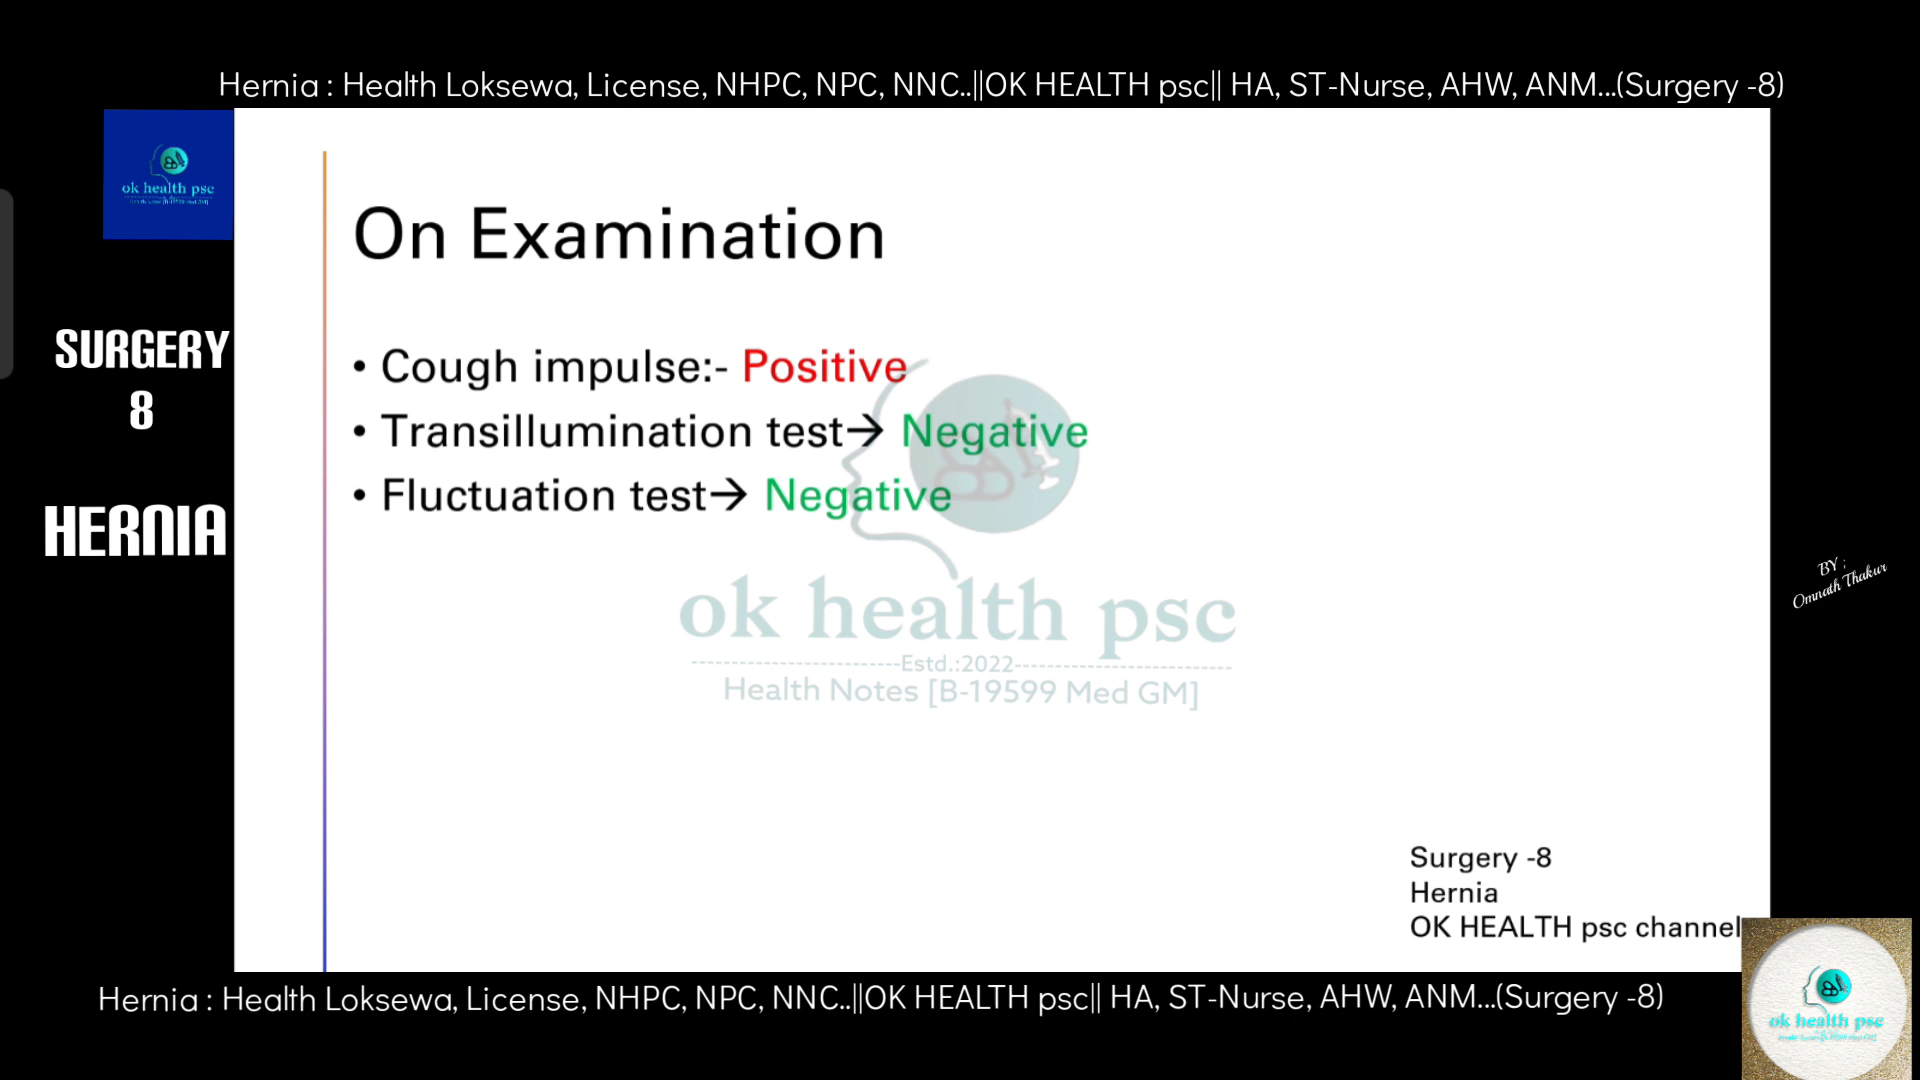 Hernia : Health Loksewa, License, NHPC, NPC, NNC..||OK HEALTH psc|| HA, ST-Nurse, AHW, ANM...(Surgery -8)
ok health psc
SURGERY
8
HERNIA
On Examination
• Cough impulse:- Positive
• Transillumination test→ Negative
• Fluctuation test→ Negative
ok health psc
Estd.:2022
Health Notes [B-19599 Med GM]
BY :
Omnath Thakur
Surgery -8
Hernia
OK HEALTH psc channel
Hernia : Health Loksewa, License, NHPC, NPC, NNC..||OK HEALTH psc|| HA, ST-Nurse, AHW, ANM...(Surgery -8)
ok health psc